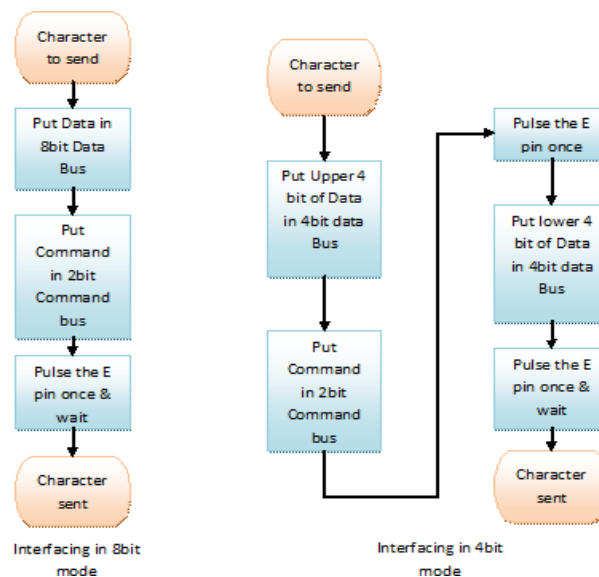 Character
to send
Put Data in
8bit Data
Bus
Put
Command
in 2bit
Command
bus
Pulse the E
pin once &
wait
Character
sent
Interfacing in 8bit
mode
Character
to send
Put Upper 4
bit of Data
in 4bit data
Bus
Put
Command
in 2bit
Command
bus
Pulse the E
pin once
Put lower 4
bit of Data
in 4bit data
Bus
Pulse the E
pin once &
wait
Character
sent
Interfacing in 4bit
mode